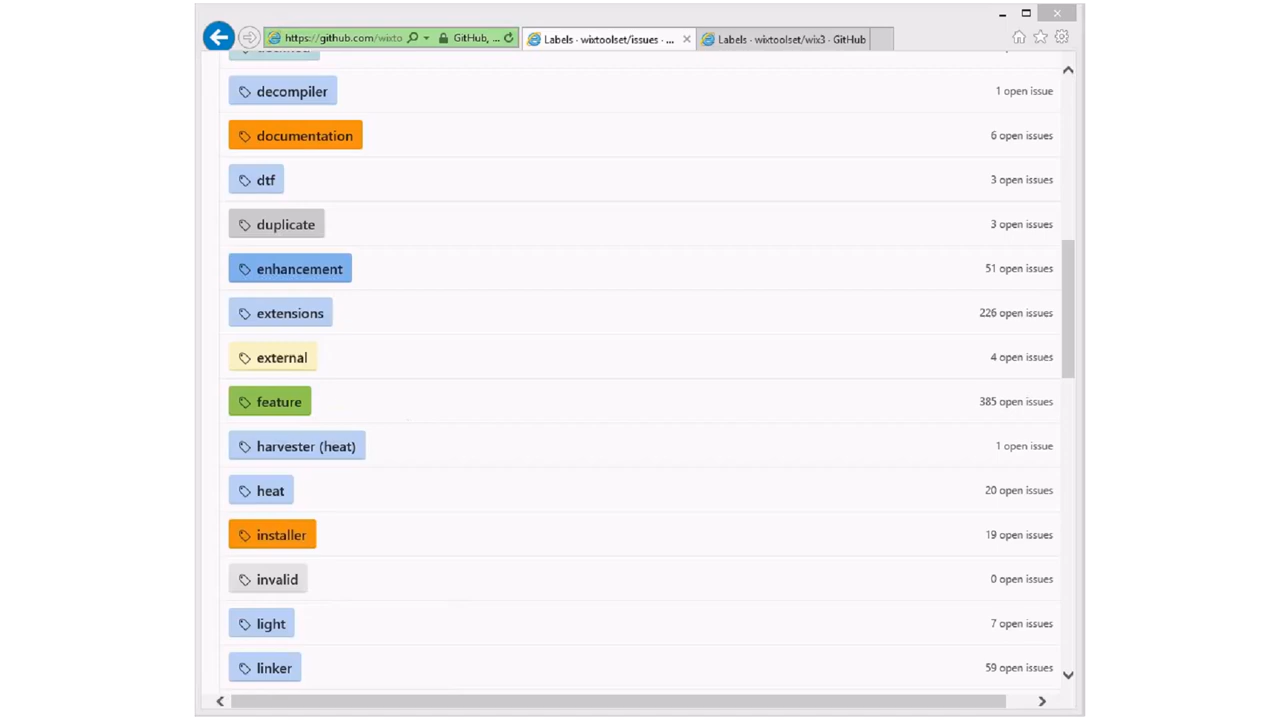 https://github.com/wixto
GitHub, ...
Labels · wixtoolset/issues · ...
Labels · wixtoolset/wix3 · GitHub
decompiler 1 open issue
documentation 6 open issues
dtf 3 open issues
duplicate 3 open issues
enhancement 51 open issues
extensions 226 open issues
external 4 open issues
feature 385 open issues
harvester (heat) 1 open issue
heat 20 open issues
installer 19 open issues
invalid 0 open issues
light 7 open issues
linker 59 open issues